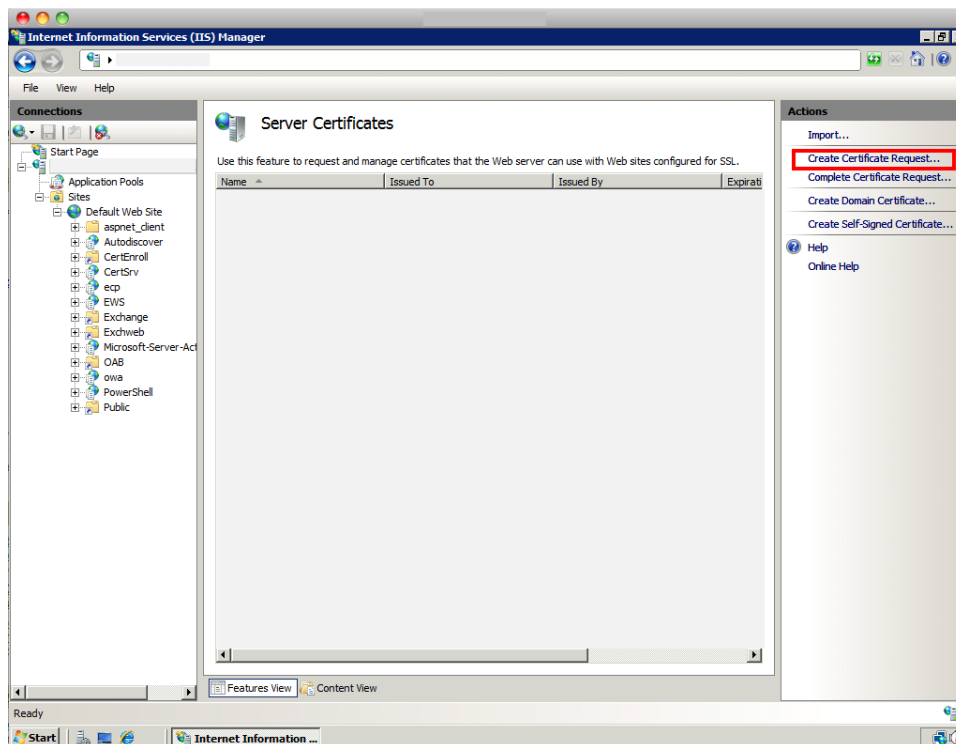 Internet Information Services (IIS) Manager
File View Help
Connections
Start Page
Application Pools
Sites
Default Web Site
aspnet_client
Autodiscover
CertEnroll
CertSrv
ecp
EWS
Exchange
Exchweb
Microsoft-Server-Act
OAB
owa
PowerShell
Public
Server Certificates
Use this feature to request and manage certificates that the Web server can use with Web sites configured for SSL.
Name Issued To Issued By Expirati
Features View Content View
Actions
Import...
Create Certificate Request...
Complete Certificate Request...
Create Domain Certificate...
Create Self-Signed Certificate...
Help
Online Help
Ready
Start Internet Information ...